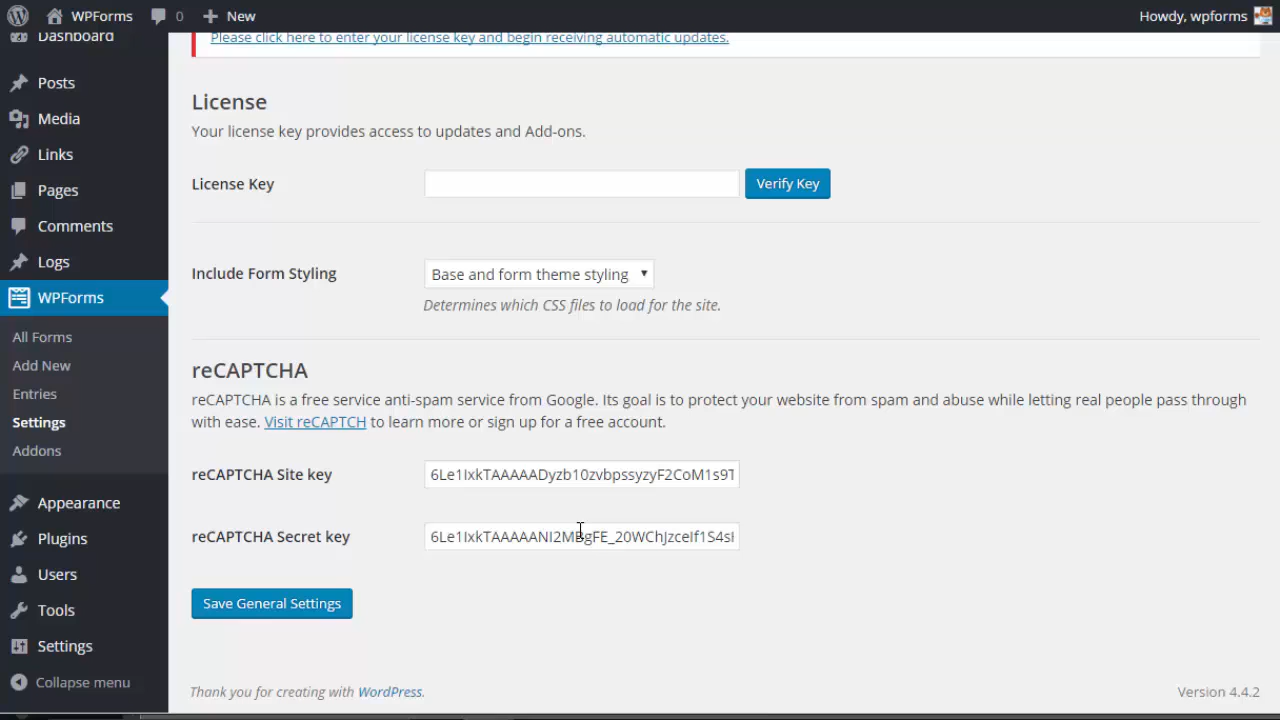 WPForms 0 New Howdy, wpforms
Dashboard
Please click here to enter your license key and begin receiving automatic updates.
Posts
Media
Links
Pages
Comments
Logs
WPForms
All Forms
Add New
Entries
Settings
Addons
Appearance
Plugins
Users
Tools
Settings
Collapse menu
License
Your license key provides access to updates and Add-ons.
License Key Verify Key
Include Form Styling Base and form theme styling
Determines which CSS files to load for the site.
reCAPTCHA
reCAPTCHA is a free service anti-spam service from Google. Its goal is to protect your website from spam and abuse while letting real people pass through
with ease. Visit reCAPTCH to learn more or sign up for a free account.
reCAPTCHA Site key
reCAPTCHA Secret key
Save General Settings
Thank you for creating with WordPress. Version 4.4.2